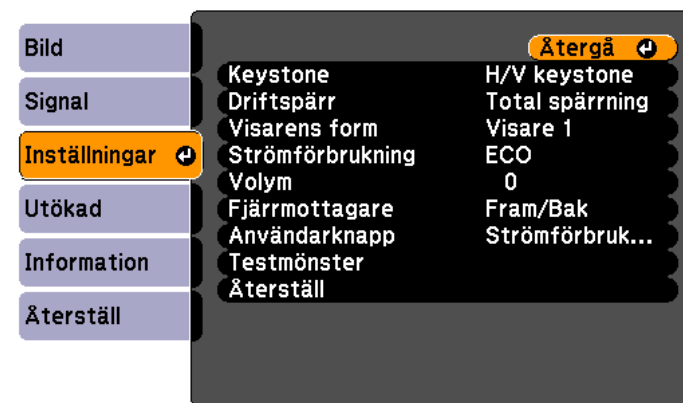 Bild
Signal
Inställningar
Utökad
Information
Återställ
Återgå
Keystone H/V keystone
Driftspärr Total spärrning
Visarens form Visare 1
Strömförbrukning ECO
Volym 0
Fjärrmottagare Fram/Bak
Användarknapp Strömförbruk...
Testmönster
Återställ